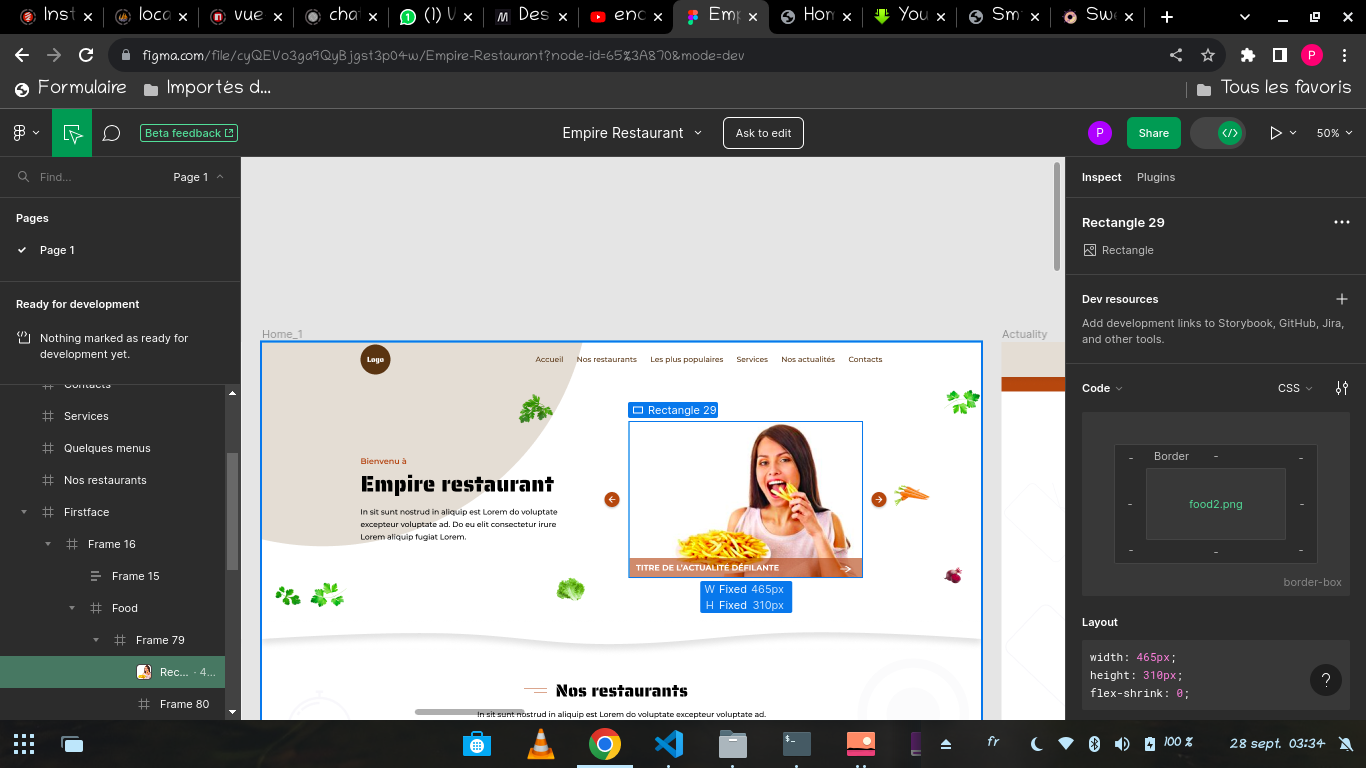 Inst
loca
vue
cha
(1) V
Des
enc
Emp
Hom
You
Sm
Swe
figma.com/file/cyQEVo3ga9QyBjgst3p04w/Empire-Restaurant?node-id=65%3A870&mode=dev
P
Formulaire
Importés d...
Tous les favoris
Beta feedback
Empire Restaurant
Ask to edit
P
Share
50%
Find...
Page 1
Pages
Page 1
Ready for development
Nothing marked as ready for
development yet.
Contacts
Services
Quelques menus
Nos restaurants
Firstface
Frame 16
Frame 15
Food
Frame 79
Rec... · 4...
Frame 80
Home_1
Actuality
Logo
Accueil
Nos restaurants
Les plus populaires
Services
Nos actualités
Contacts
Rectangle 29
Bienvenu à
Empire restaurant
In sit sunt nostrud in aliquip est Lorem do voluptate
excepteur voluptate ad. Do eu elit consectetur irure
Lorem aliquip fugiat Lorem.
TITRE DE L'ACTUALITÉ DÉFILANTE
W Fixed 465px
H Fixed 310px
Nos restaurants
In sit sunt nostrud in aliquip est Lorem do voluptate excepteur voluptate ad.
Inspect
Plugins
Rectangle 29
Rectangle
Dev resources
Add development links to Storybook, GitHub, Jira,
and other tools.
Code
CSS
Border
food2.png
border-box
Layout
width: 465px;
height: 310px;
flex-shrink: 0;
?
fr
100 %
28 sept. 03:34